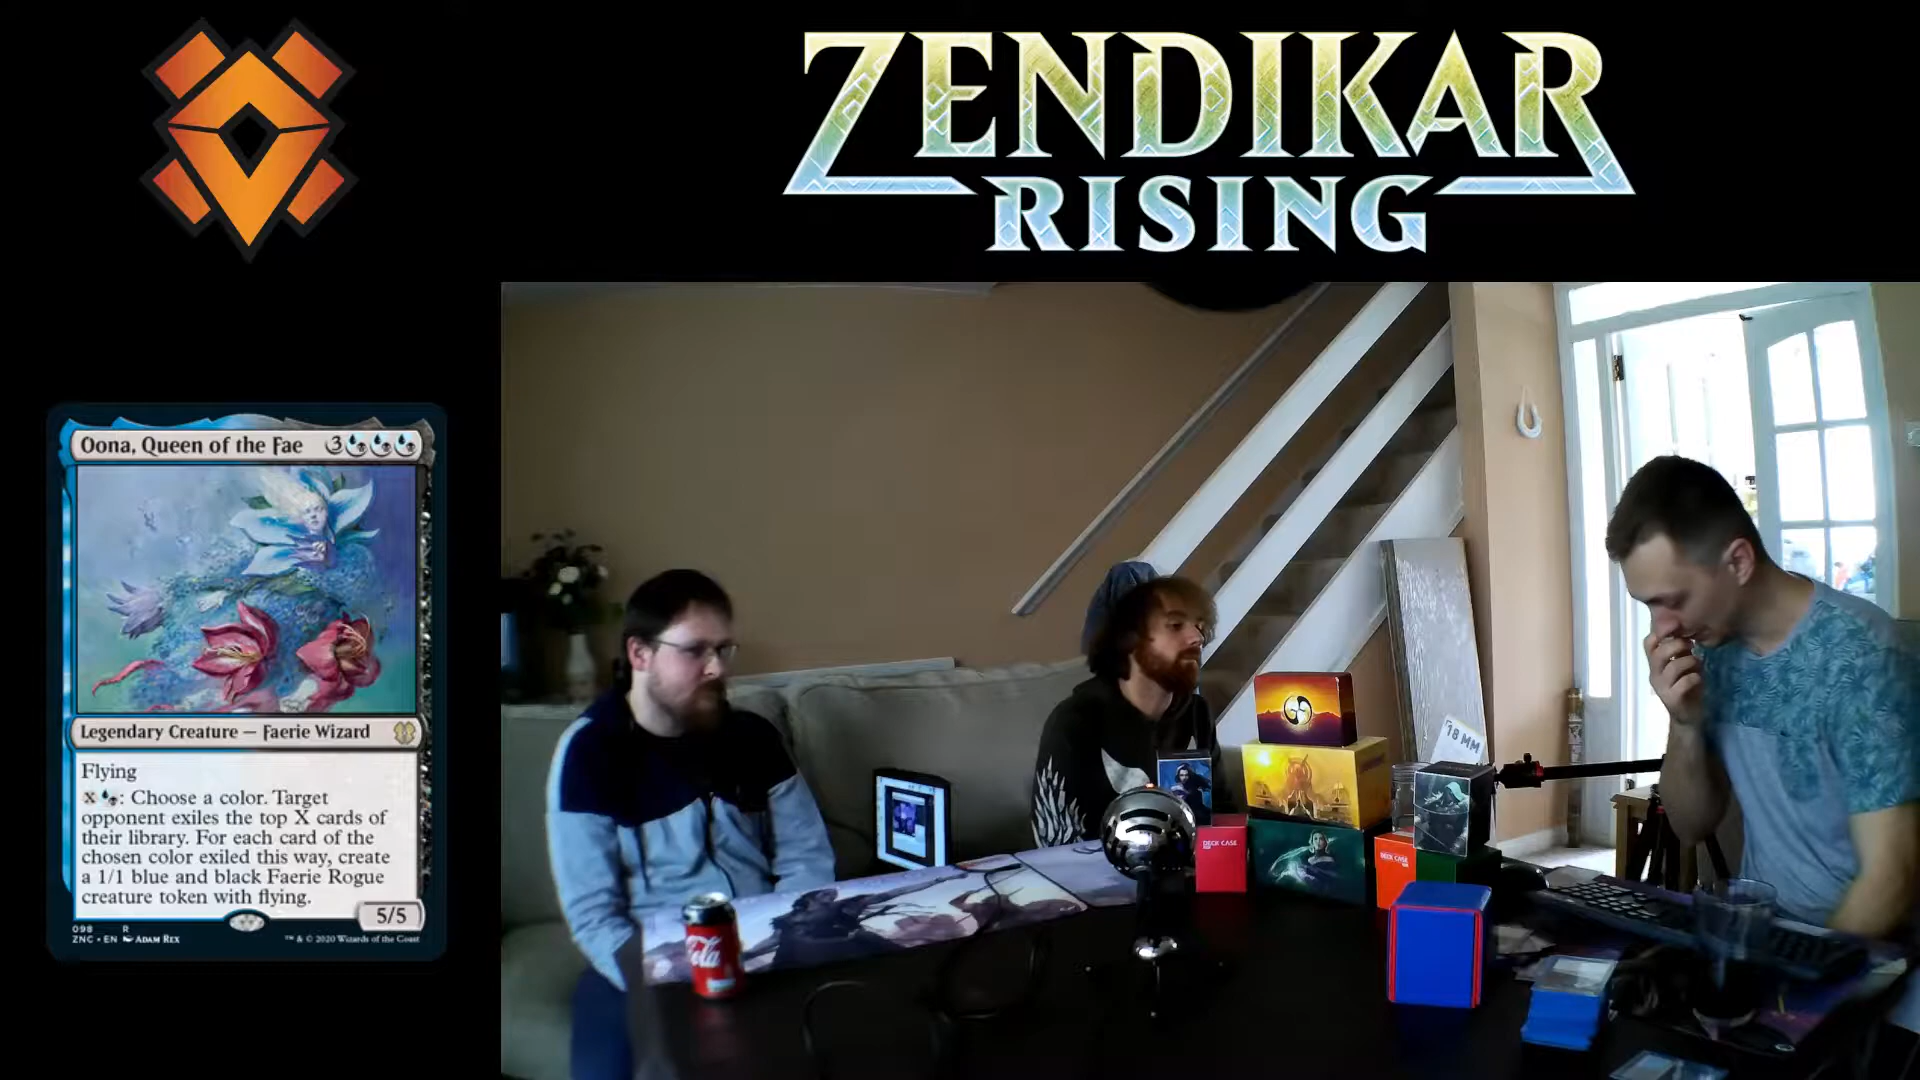 ZENDIKAR
RISING
Oona, Queen of the Fae 3
Legendary Creature — Faerie Wizard
Flying
X : Choose a color. Target
opponent exiles the top X cards of
their library. For each card of the
chosen color exiled this way, create
a 1/1 blue and black Faerie Rogue
creature token with flying.
5/5
098 R
ZNC • EN ADAM REX
™ & © 2020 Wizards of the Coast
18 MM
DECK CASE
DECK CASE
Cola